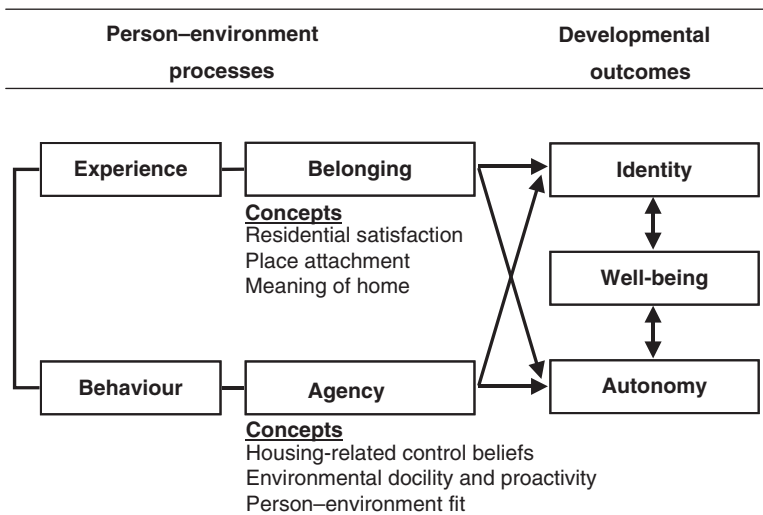 Person–environment processes
Developmental outcomes
Experience
Belonging
Identity
Concepts
Residential satisfaction
Place attachment
Meaning of home
Well-being
Behaviour
Agency
Autonomy
Concepts
Housing-related control beliefs
Environmental docility and proactivity
Person–environment fit